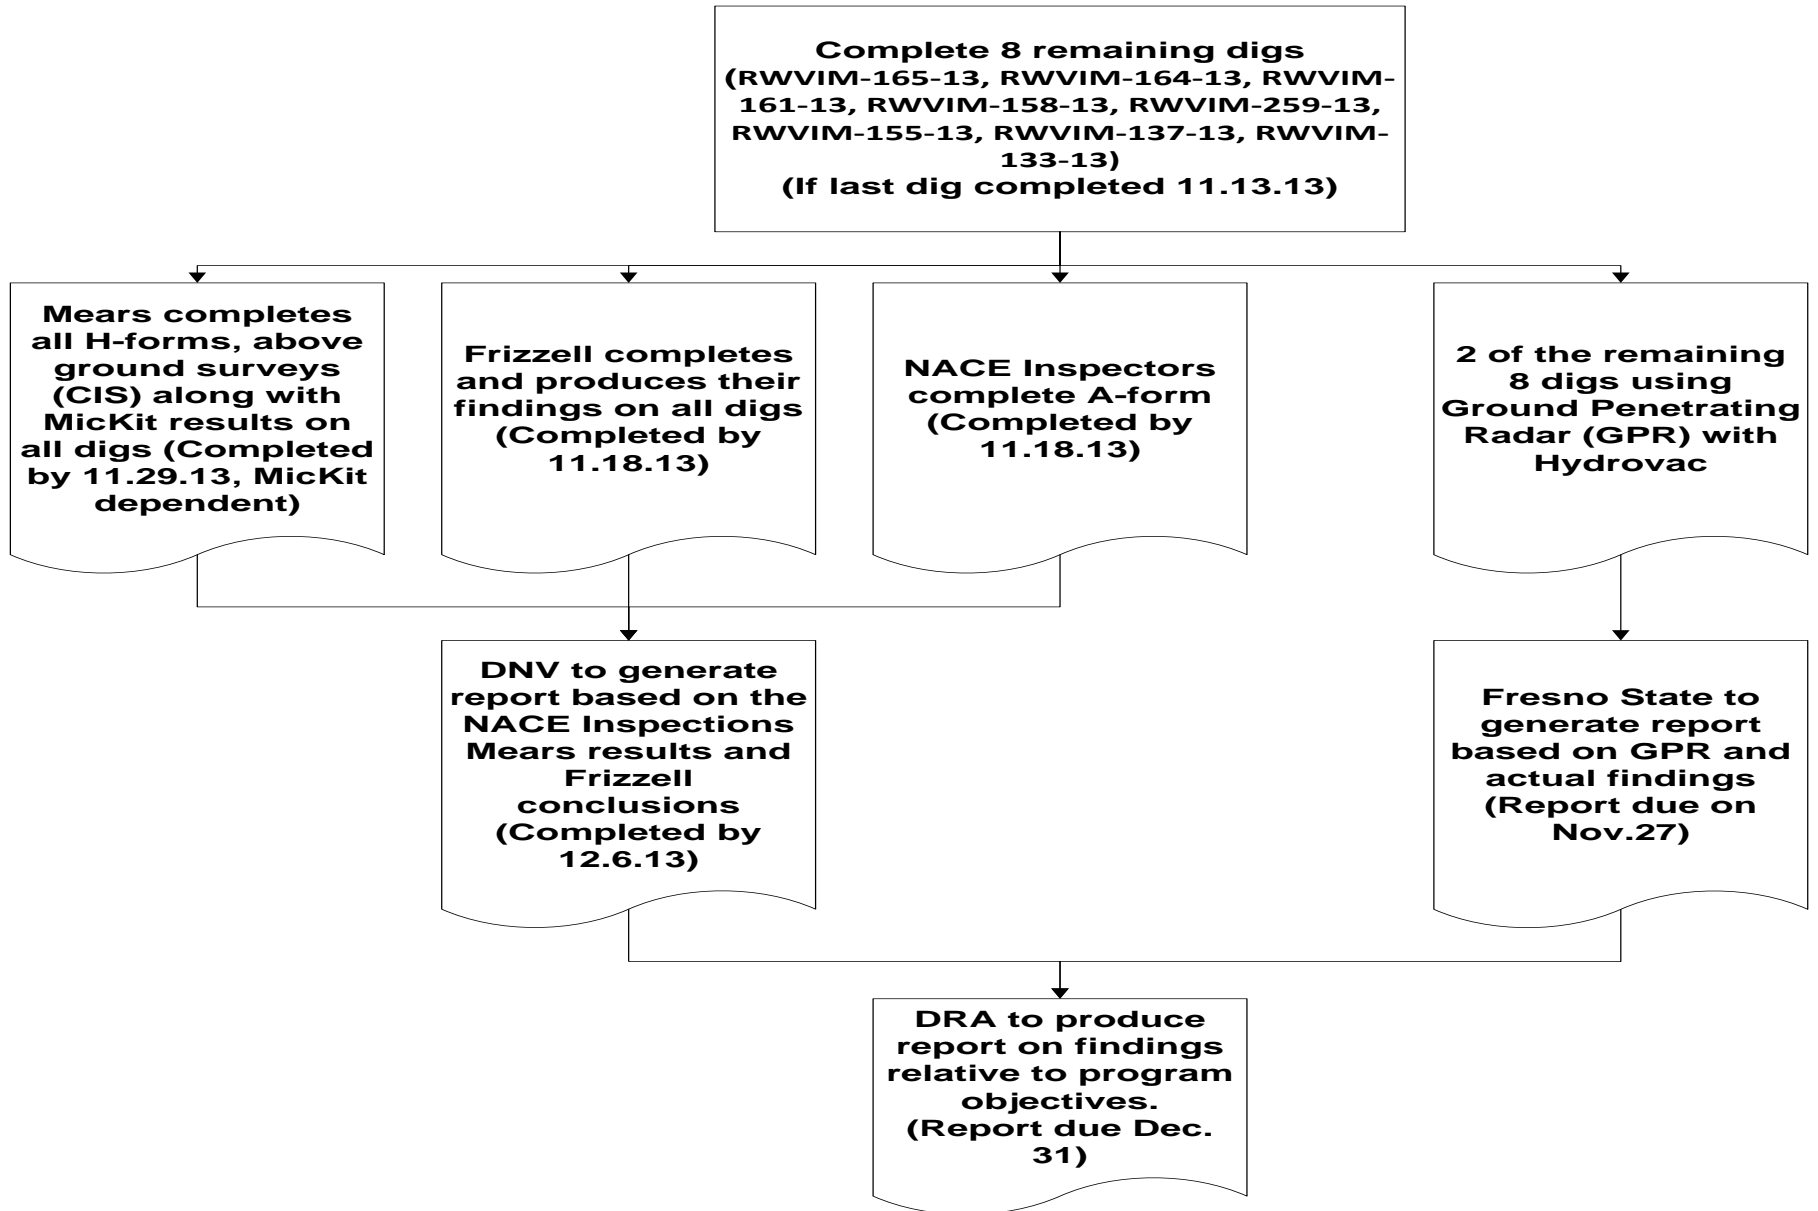 Complete 8 remaining digs
(RWVIM-165-13, RWVIM-164-13, RWVIM-
161-13, RWVIM-158-13, RWVIM-259-13,
RWVIM-155-13, RWVIM-137-13, RWVIM-
133-13)
(If last dig completed 11.13.13)
Mears completes
all H-forms, above
ground surveys
(CIS) along with
MicKit results on
all digs (Completed
by 11.29.13, MicKit
dependent)
Frizzell completes
and produces their
findings on all digs
(Completed by
11.18.13)
NACE Inspectors
complete A-form
(Completed by
11.18.13)
2 of the remaining
8 digs using
Ground Penetrating
Radar (GPR) with
Hydrovac
DNV to generate
report based on the
NACE Inspections
Mears results and
Frizzell
conclusions
(Completed by
12.6.13)
Fresno State to
generate report
based on GPR and
actual findings
(Report due on
Nov.27)
DRA to produce
report on findings
relative to program
objectives.
(Report due Dec.
31)